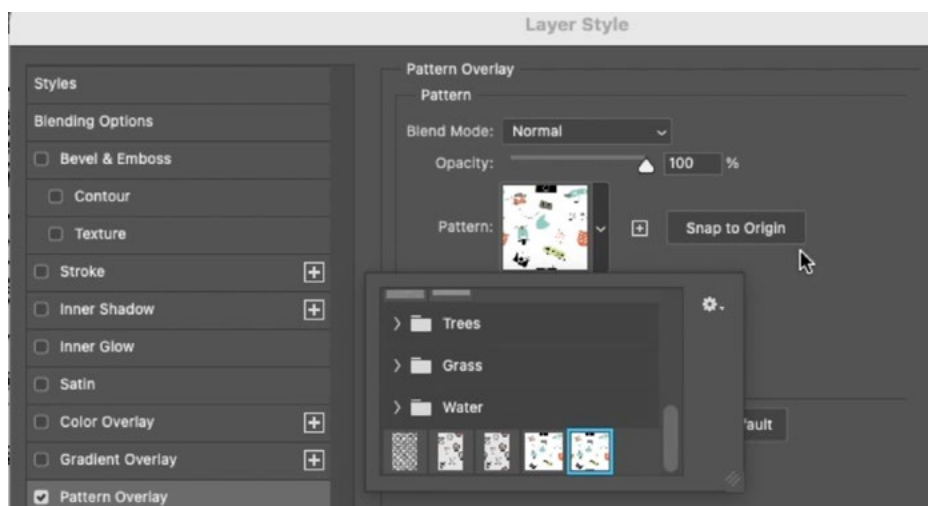 Layer Style
Styles
Blending Options
Bevel & Emboss
Contour
Texture
Stroke
Inner Shadow
Inner Glow
Satin
Color Overlay
Gradient Overlay
Pattern Overlay
Pattern Overlay
Pattern
Blend Mode: Normal
Opacity: 100 %
Pattern: Snap to Origin
Trees
Grass
Water